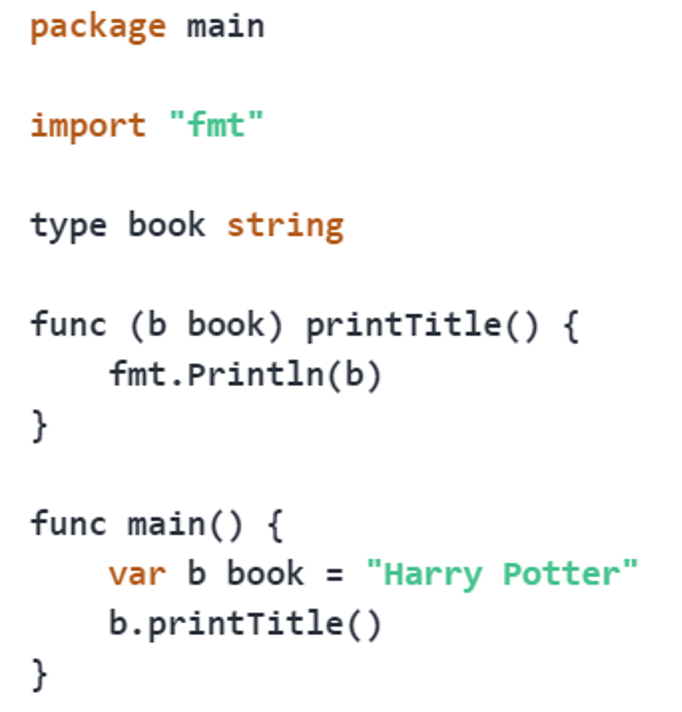 package main
import "fmt"
type book string
func (b book) printTitle() {
    fmt.Println(b)
}
func main() {
    var b book = "Harry Potter"
    b.printTitle()
}